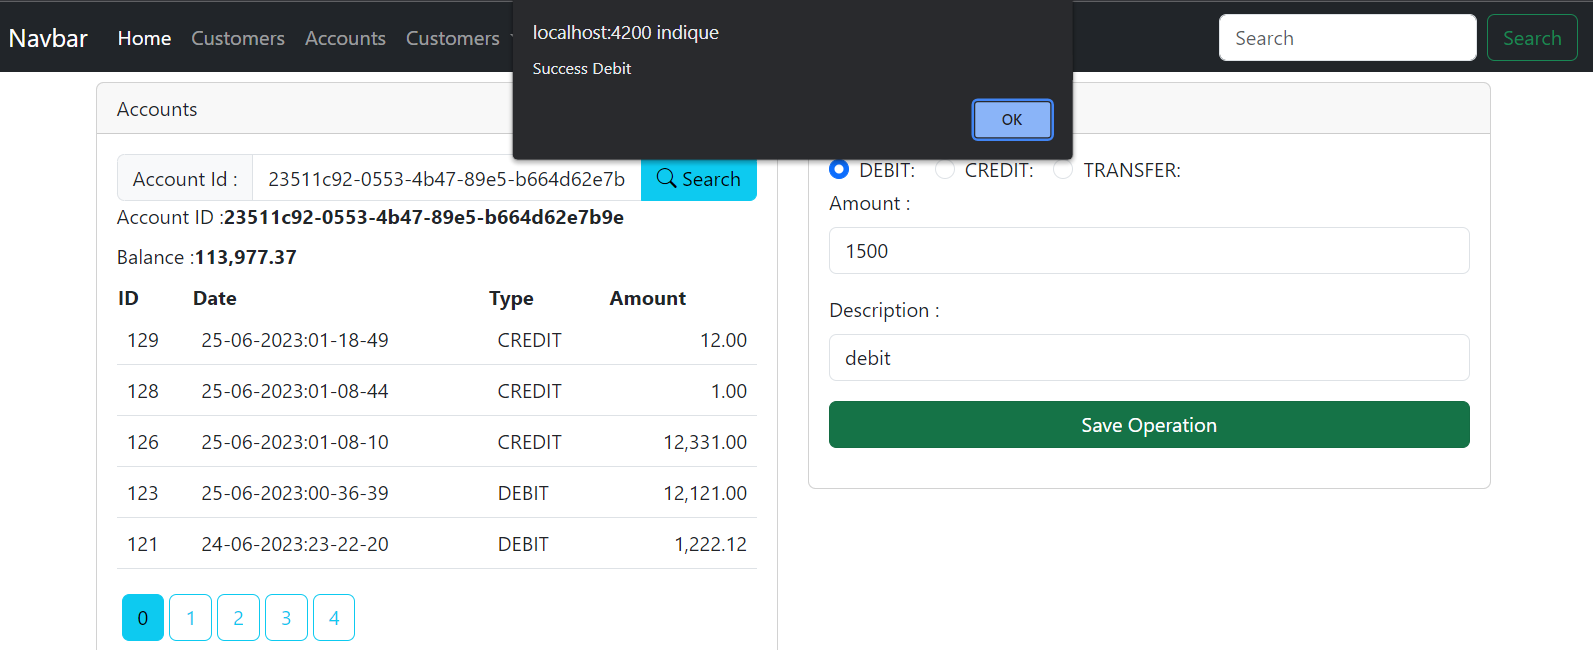 Navbar Home Customers Accounts Customers Search Search
localhost:4200 indique
Success Debit
OK
Accounts
Account Id : 23511c92-0553-4b47-89e5-b664d62e7b Search
Account ID :23511c92-0553-4b47-89e5-b664d62e7b9e
Balance :113,977.37
ID Date Type Amount
129 25-06-2023:01-18-49 CREDIT 12.00
128 25-06-2023:01-08-44 CREDIT 1.00
126 25-06-2023:01-08-10 CREDIT 12,331.00
123 25-06-2023:00-36-39 DEBIT 12,121.00
121 24-06-2023:23-22-20 DEBIT 1,222.12
0 1 2 3 4
DEBIT: CREDIT: TRANSFER:
Amount :
1500
Description :
debit
Save Operation